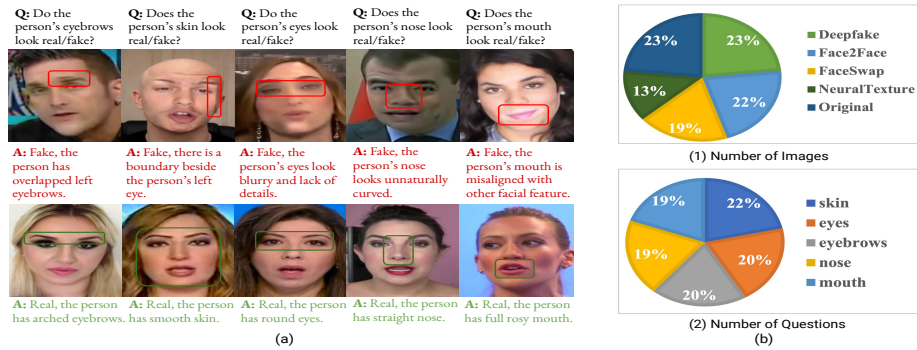 Q: Do the
person's eyebrows
look real/fake?
Q: Does the
person's skin look
real/fake?
Q: Do the
person's eyes look
real/fake?
Q: Does the
person's nose look
real/fake?
Q: Does the
person's mouth
look real/fake?
A: Fake, the
person has
overlapped left
eyebrows.
A: Fake, there is a
boundary beside
the person's left
eye.
A: Fake, the
person's eyes look
blurry and lack of
details.
A: Fake, the
person's nose
looks unnaturally
curved.
A: Fake, the
person's mouth is
misaligned with
other facial feature.
A: Real, the person
has arched eyebrows.
A: Real, the person
has smooth skin.
A: Real, the person
has round eyes.
A: Real, the person
has straight nose.
A: Real, the person
has full rosy mouth.
(a)
23%
23%
22%
19%
13%
Deepfake
Face2Face
FaceSwap
NeuralTexture
Original
(1) Number of Images
19%
22%
19%
20%
20%
skin
eyes
eyebrows
nose
mouth
(2) Number of Questions
(b)